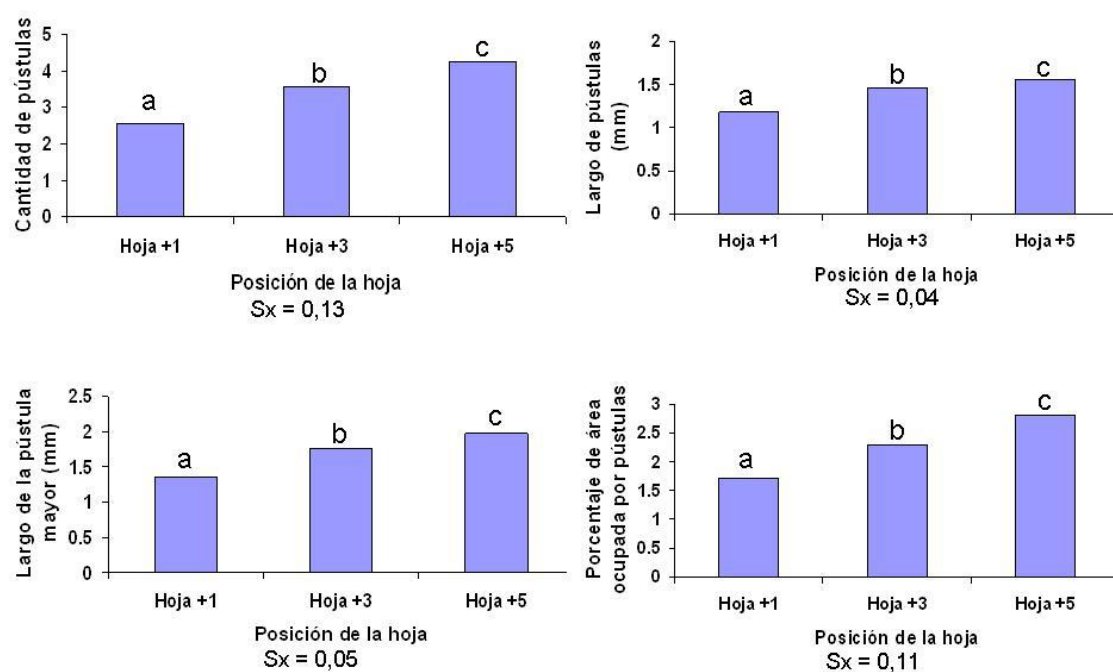 Cantidad de pústulas
5
4
3
2
1
0
a
b
c
Hoja +1 Hoja +3 Hoja +5
Posición de la hoja
Sx = 0,13
Largo de pústulas
(mm)
2
1.5
1
0.5
0
a
b
c
Hoja +1 Hoja +3 Hoja +5
Posición de la hoja
Sx = 0,04
Largo de la pústula
mayor (mm)
2.5
2
1.5
1
0.5
0
a
b
c
Hoja +1 Hoja +3 Hoja +5
Posición de la hoja
Sx = 0,05
Porcentaje de área
ocupada por pústulas
3
2.5
2
1.5
1
0.5
0
a
b
c
Hoja +1 Hoja +3 Hoja +5
Posición de la hoja
Sx = 0,11